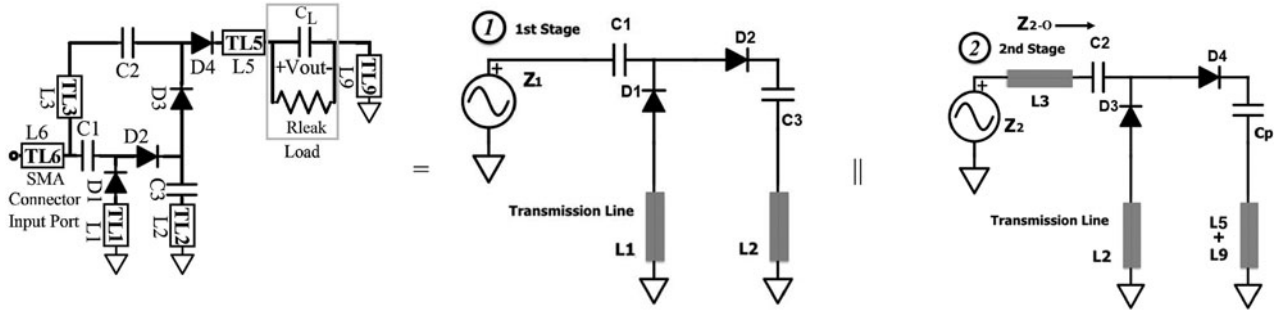 C_L
TL5
C2
D4
L5
+Vout-
TL9
L9
TL3
L3
D3
Rleak
Load
L6
C1
D2
TL6
SMA
Connector
Input Port
D1
C3
TL1
L1
TL2
L2
=
1 1st Stage
C1
D2
+
Z1
D1
C3
Transmission Line
L1
L2
||
Z2-O
2 2nd Stage
C2
D4
+
L3
Z2
D3
Cp
Transmission Line
L2
L5
+
L9